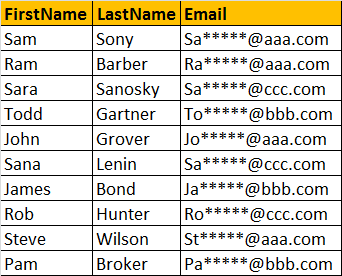 FirstName LastName Email
Sam Sony Sa*****@aaa.com
Ram Barber Ra*****@aaa.com
Sara Sanosky Sa*****@ccc.com
Todd Gartner To*****@bbb.com
John Grover Jo*****@aaa.com
Sana Lenin Sa*****@ccc.com
James Bond Ja*****@bbb.com
Rob Hunter Ro*****@ccc.com
Steve Wilson St*****@aaa.com
Pam Broker Pa*****@bbb.com